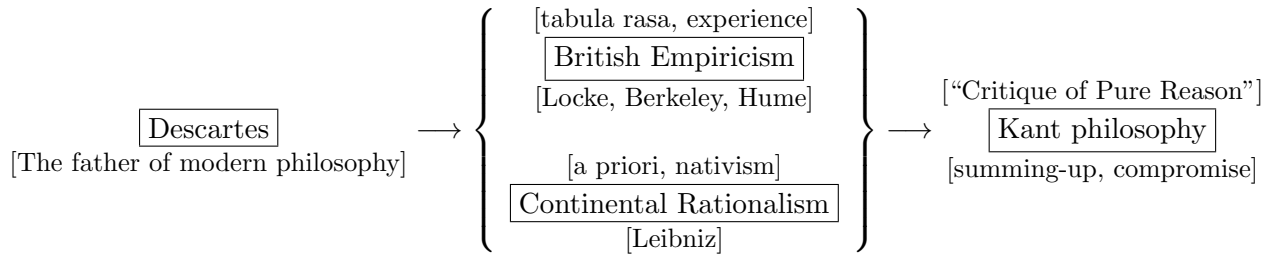 Descartes
[The father of modern philosophy]
[tabula rasa, experience]
British Empiricism
[Locke, Berkeley, Hume]
[a priori, nativism]
Continental Rationalism
[Leibniz]
[“Critique of Pure Reason”]
Kant philosophy
[summing-up, compromise]